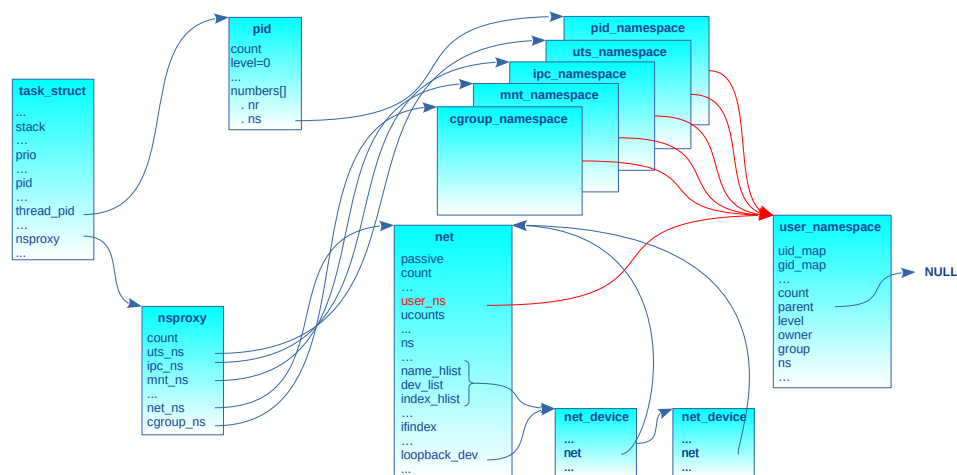 task_struct
...
stack
...
prio
...
pid
...
thread_pid
...
nsproxy
...
pid
count
level=0
...
numbers[]
. nr
. ns
nsproxy
count
uts_ns
ipc_ns
mnt_ns
...
net_ns
cgroup_ns
pid_namespace
uts_namespace
ipc_namespace
mnt_namespace
cgroup_namespace
net
passive
count
...
user_ns
ucounts
...
ns
...
name_hlist
dev_list
index_hlist
...
ifindex
...
loopback_dev
...
net_device
...
net
...
net_device
...
net
...
user_namespace
uid_map
gid_map
...
count
parent
level
owner
group
ns
...
NULL